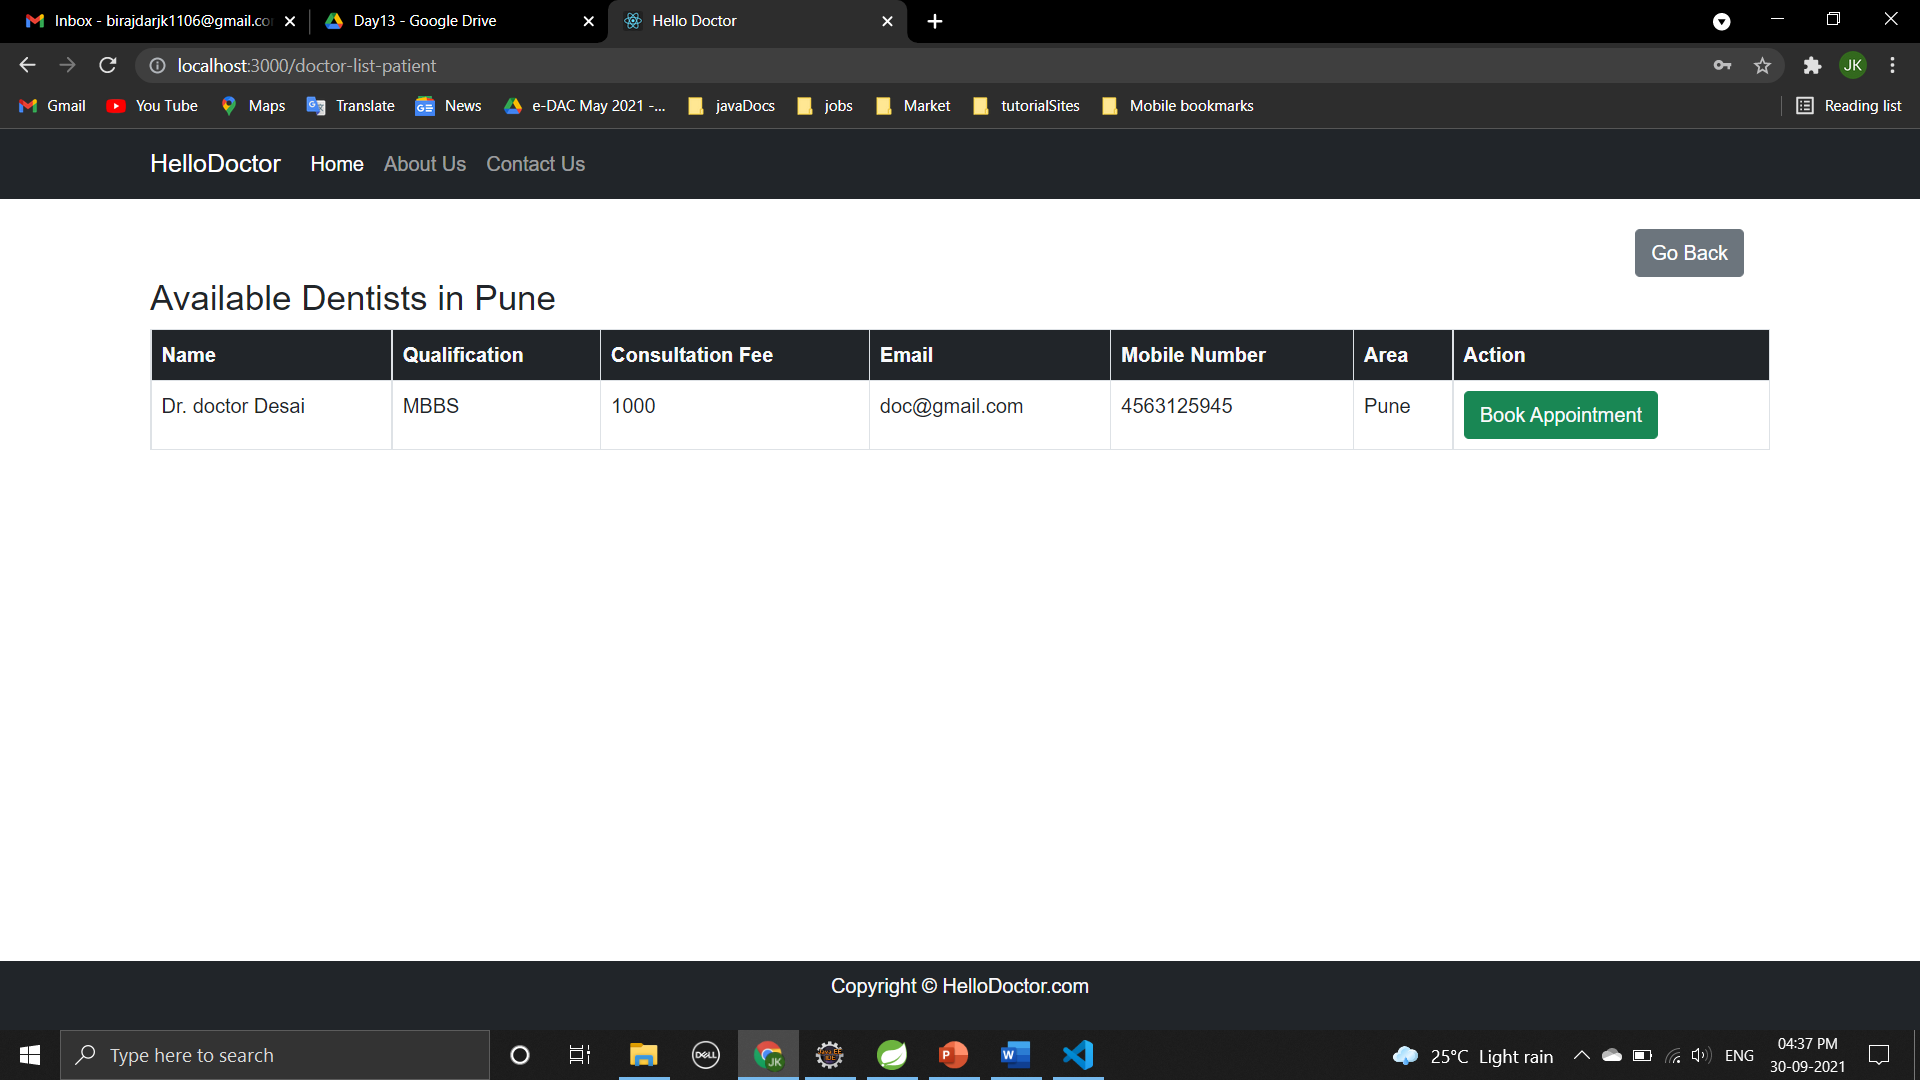 Inbox - birajdarjk1106@gmail.co
Day13 - Google Drive
Hello Doctor
localhost:3000/doctor-list-patient
JK
Gmail
You Tube
Maps
Translate
News
e-DAC May 2021 -...
javaDocs
jobs
Market
tutorialSites
Mobile bookmarks
Reading list
HelloDoctor Home About Us Contact Us
Go Back
Available Dentists in Pune
Name Qualification Consultation Fee Email Mobile Number Area Action
Dr. doctor Desai MBBS 1000 doc@gmail.com 4563125945 Pune Book Appointment
Copyright © HelloDoctor.com
Type here to search
DELL
JK
P
W
25°C Light rain
ENG
04:37 PM
30-09-2021